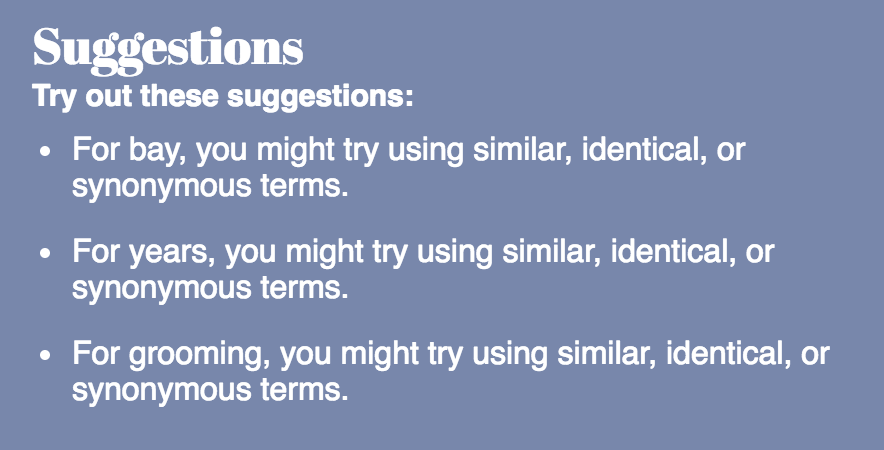 Suggestions
Try out these suggestions:
• For bay, you might try using similar, identical, or
synonymous terms.
• For years, you might try using similar, identical, or
synonymous terms.
• For grooming, you might try using similar, identical, or
synonymous terms.